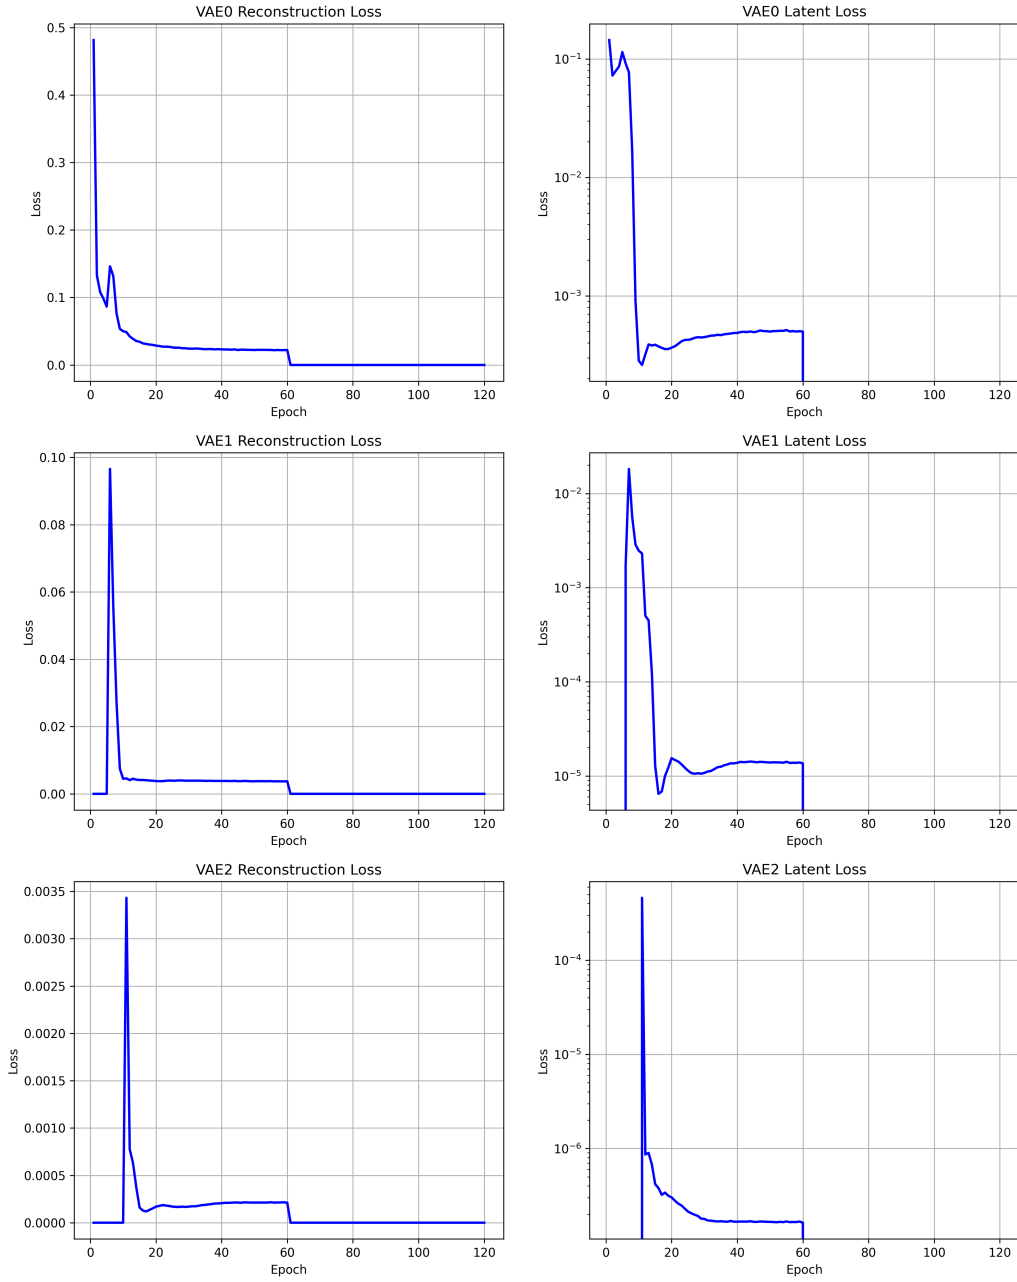 VAE0 Reconstruction Loss
Loss
0.5
0.4
0.3
0.2
0.1
0.0
0 20 40 60 80 100 120
Epoch
VAE0 Latent Loss
Loss
10⁻¹
10⁻²
10⁻³
0 20 40 60 80 100 120
Epoch
VAE1 Reconstruction Loss
Loss
0.10
0.08
0.06
0.04
0.02
0.00
0 20 40 60 80 100 120
Epoch
VAE1 Latent Loss
Loss
10⁻²
10⁻³
10⁻⁴
10⁻⁵
0 20 40 60 80 100 120
Epoch
VAE2 Reconstruction Loss
Loss
0.0035
0.0030
0.0025
0.0020
0.0015
0.0010
0.0005
0.0000
0 20 40 60 80 100 120
Epoch
VAE2 Latent Loss
Loss
10⁻⁴
10⁻⁵
10⁻⁶
0 20 40 60 80 100 120
Epoch